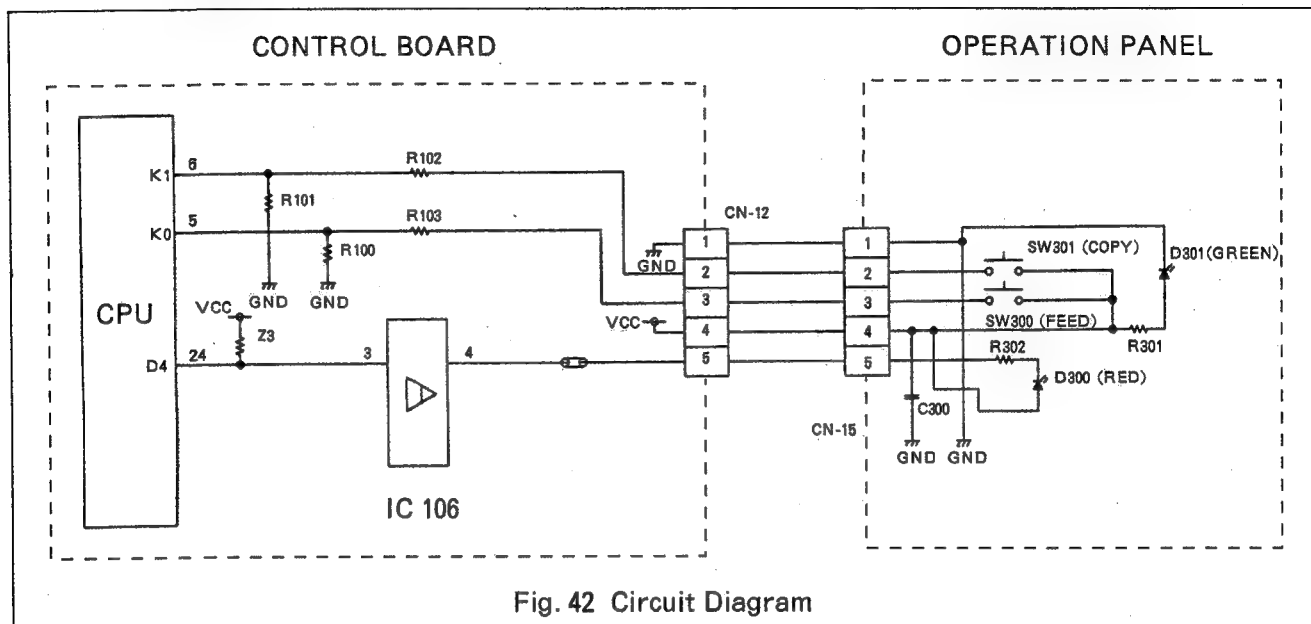 CONTROL BOARD
OPERATION PANEL
CPU
K1
6
R102
R101
K0
5
R103
R100
GND
GND
VCC
Z3
D4
24
3
4
IC 106
CN-12
GND
VCC
1
2
3
4
5
1
2
3
4
5
CN-15
SW301 (COPY)
D301(GREEN)
SW300 (FEED)
R301
R302
D300 (RED)
C300
GND
GND
Fig. 42 Circuit Diagram